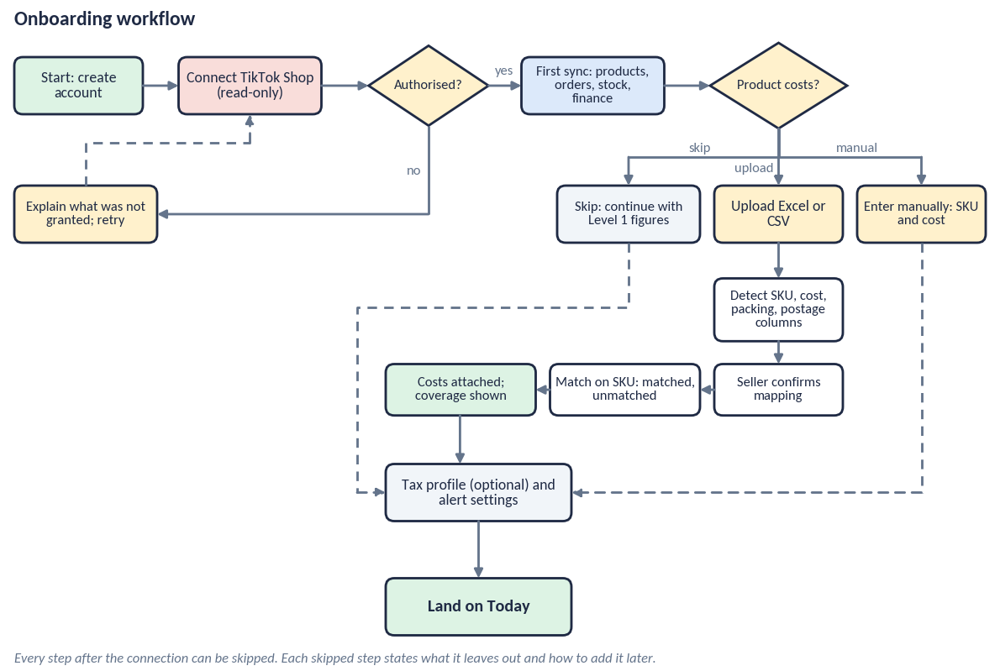 Onboarding workflow
Start: create
account
Connect TikTok Shop
(read-only)
Authorised?
yes
First sync: products,
orders, stock,
finance
Product costs?
no
skip
upload
manual
Explain what was not
granted; retry
Skip: continue with
Level 1 figures
Upload Excel or
CSV
Enter manually: SKU
and cost
Detect SKU, cost,
packing, postage
columns
Costs attached;
coverage shown
Match on SKU: matched,
unmatched
Seller confirms
mapping
Tax profile (optional) and
alert settings
Land on Today
Every step after the connection can be skipped. Each skipped step states what it leaves out and how to add it later.